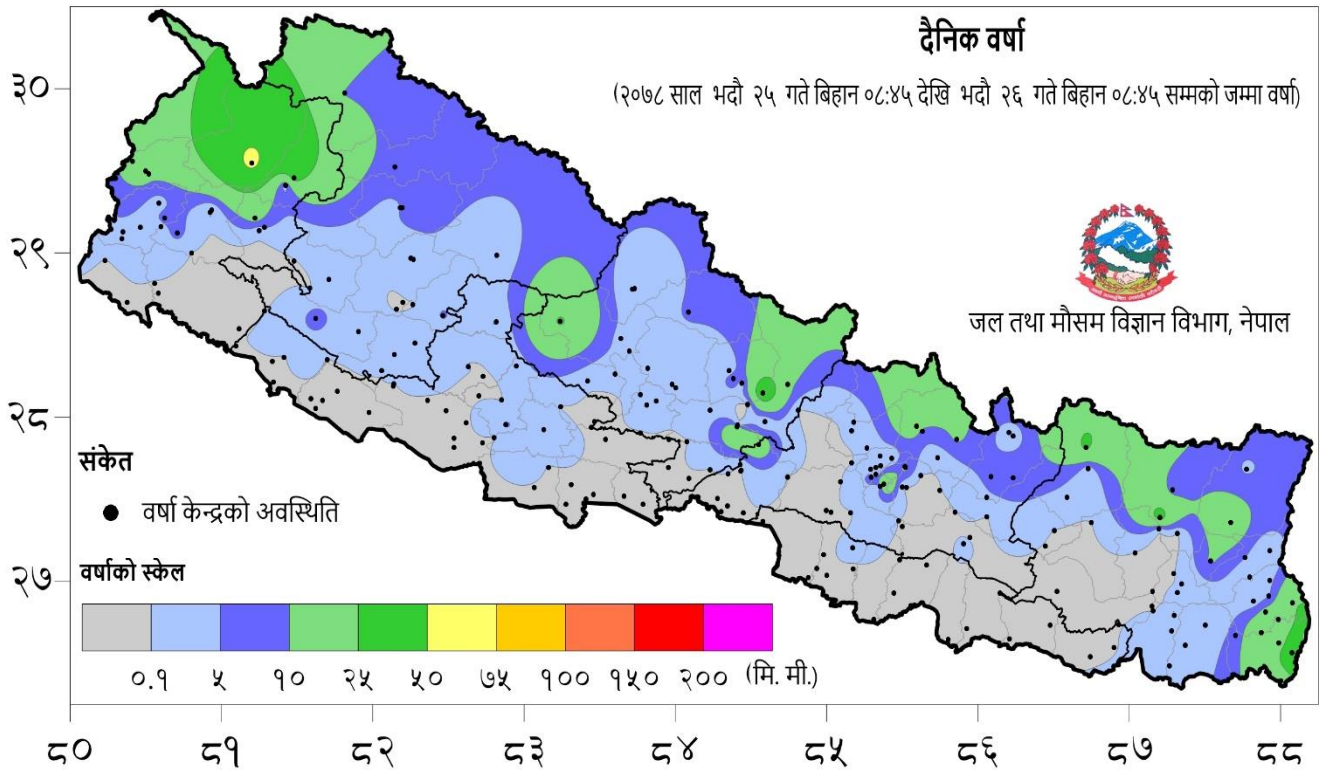 दैनिक वर्षा
(२०७८ साल भदौ २५ गते बिहान ०८:४५ देखि भदौ २६ गते बिहान ०८:४५ सम्मको जम्मा वर्षा)
३०
२९
जल तथा मौसम विज्ञान विभाग, नेपाल
२८
संकेत
वर्षा केन्द्रको अवस्थिति
वर्षाको स्केल
२७
०.१ ५ १० २५ ५० ७५ १०० १५० २०० (मि. मी.)
८० ८१ ८२ ८३ ८४ ८५ ८६ ८७ ८८